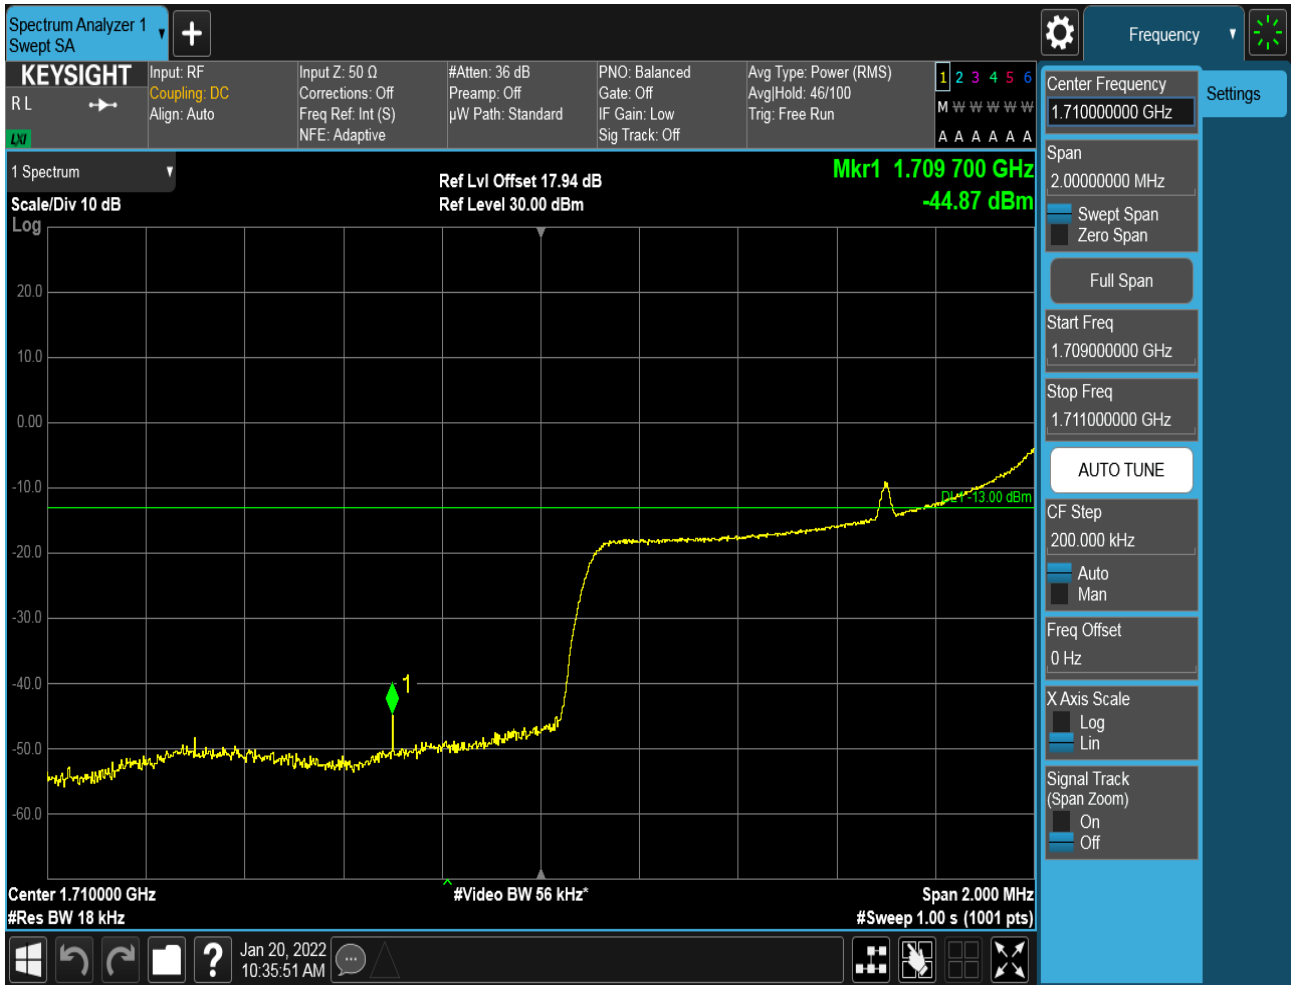 Spectrum Analyzer 1
Swept SA
Frequency
KEYSIGHT
R L
LXI
Input: RF
Coupling: DC
Align: Auto
Input Z: 50 Ω
Corrections: Off
Freq Ref: Int (S)
NFE: Adaptive
#Atten: 36 dB
Preamp: Off
µW Path: Standard
PNO: Balanced
Gate: Off
IF Gain: Low
Sig Track: Off
Avg Type: Power (RMS)
Avg|Hold: 46/100
Trig: Free Run
1 2 3 4 5 6
M W W W W W
A A A A A A
1 Spectrum
Scale/Div 10 dB
Log
Ref Lvl Offset 17.94 dB
Ref Level 30.00 dBm
Mkr1 1.709 700 GHz
-44.87 dBm
20.0
10.0
0.00
-10.0
DL1 -13.00 dBm
-20.0
-30.0
-40.0
1
-50.0
-60.0
Center 1.710000 GHz
#Res BW 18 kHz
#Video BW 56 kHz*
Span 2.000 MHz
#Sweep 1.00 s (1001 pts)
Center Frequency
1.710000000 GHz
Settings
Span
2.00000000 MHz
Swept Span
Zero Span
Full Span
Start Freq
1.709000000 GHz
Stop Freq
1.711000000 GHz
AUTO TUNE
CF Step
200.000 kHz
Auto
Man
Freq Offset
0 Hz
X Axis Scale
Log
Lin
Signal Track
(Span Zoom)
On
Off
?
Jan 20, 2022
10:35:51 AM